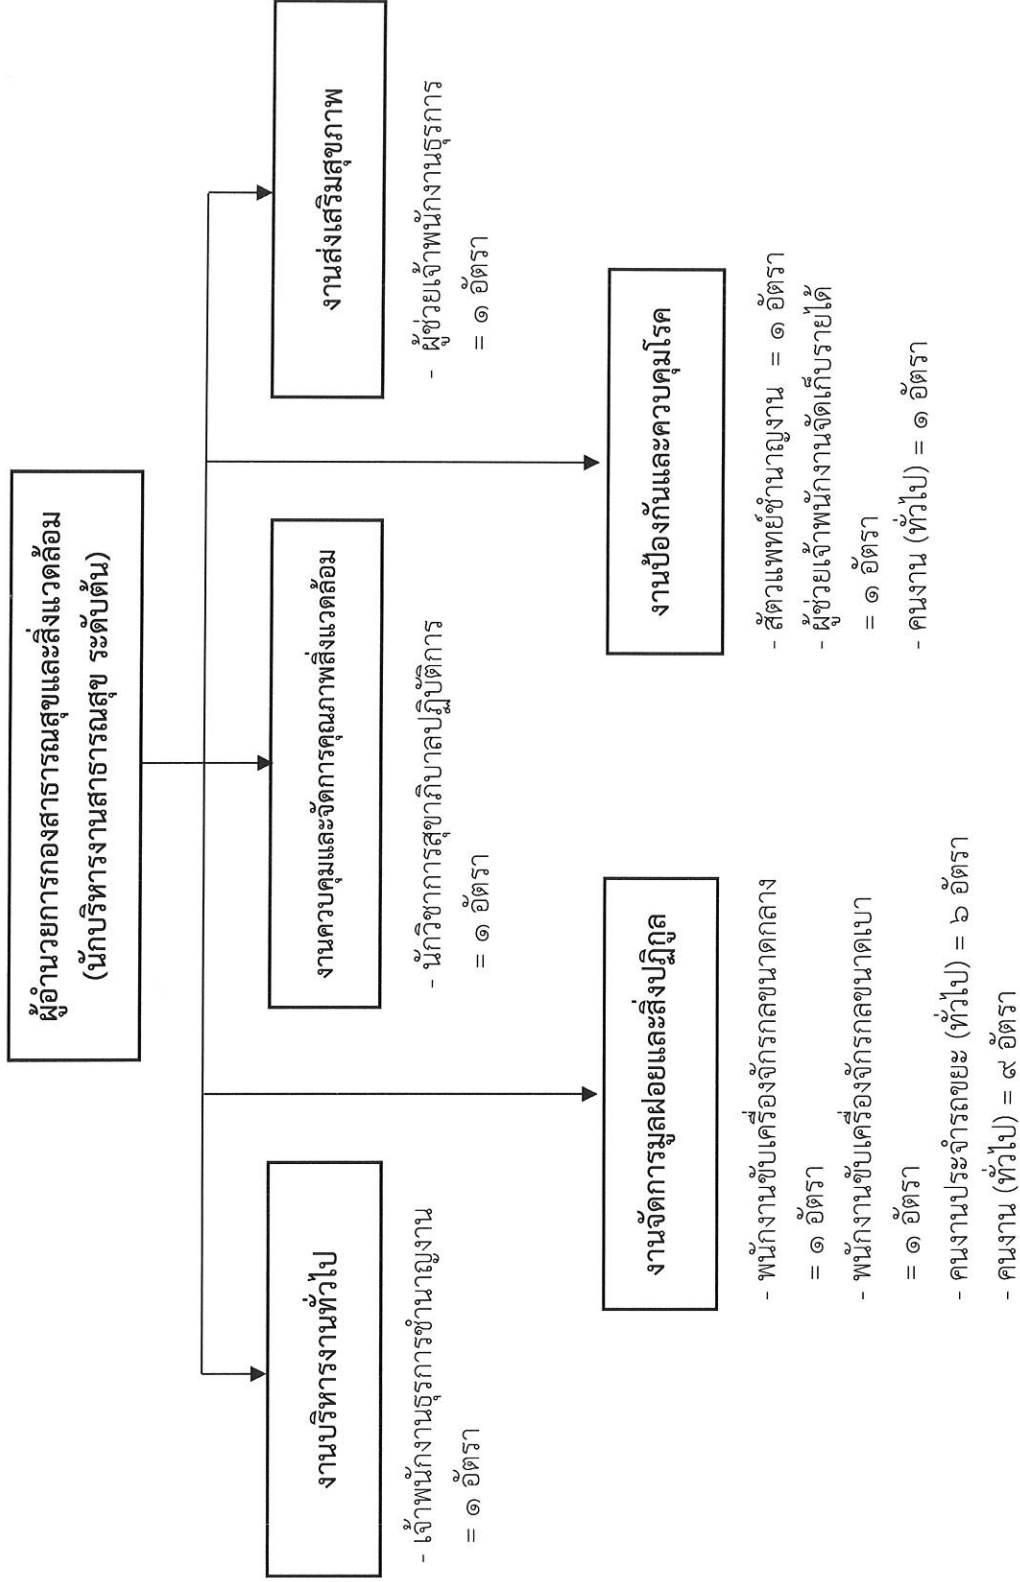 ผู้อำนวยการกองสาธารณสุขและสิ่งแวดล้อม
(นักบริหารงานสาธารณสุข ระดับต้น)
งานบริหารงานทั่วไป
- เจ้าพนักงานธุรการชำนาญงาน
= ๑ อัตรา
งานควบคุมและจัดการคุณภาพสิ่งแวดล้อม
- นักวิชาการสุขาภิบาลปฏิบัติการ
= ๑ อัตรา
งานส่งเสริมสุขภาพ
- ผู้ช่วยเจ้าพนักงานธุรการ
= ๑ อัตรา
งานจัดการมูลฝอยและสิ่งปฏิกูล
- พนักงานขับเครื่องจักรกลขนาดกลาง
= ๑ อัตรา
- พนักงานขับเครื่องจักรกลขนาดเบา
= ๑ อัตรา
- คนงานประจำรถขยะ (ทั่วไป) = ๖ อัตรา
- คนงาน (ทั่วไป) = ๙ อัตรา
งานป้องกันและควบคุมโรค
- สัตวแพทย์ชำนาญงาน = ๑ อัตรา
- ผู้ช่วยเจ้าพนักงานจัดเก็บรายได้
= ๑ อัตรา
- คนงาน (ทั่วไป) = ๑ อัตรา